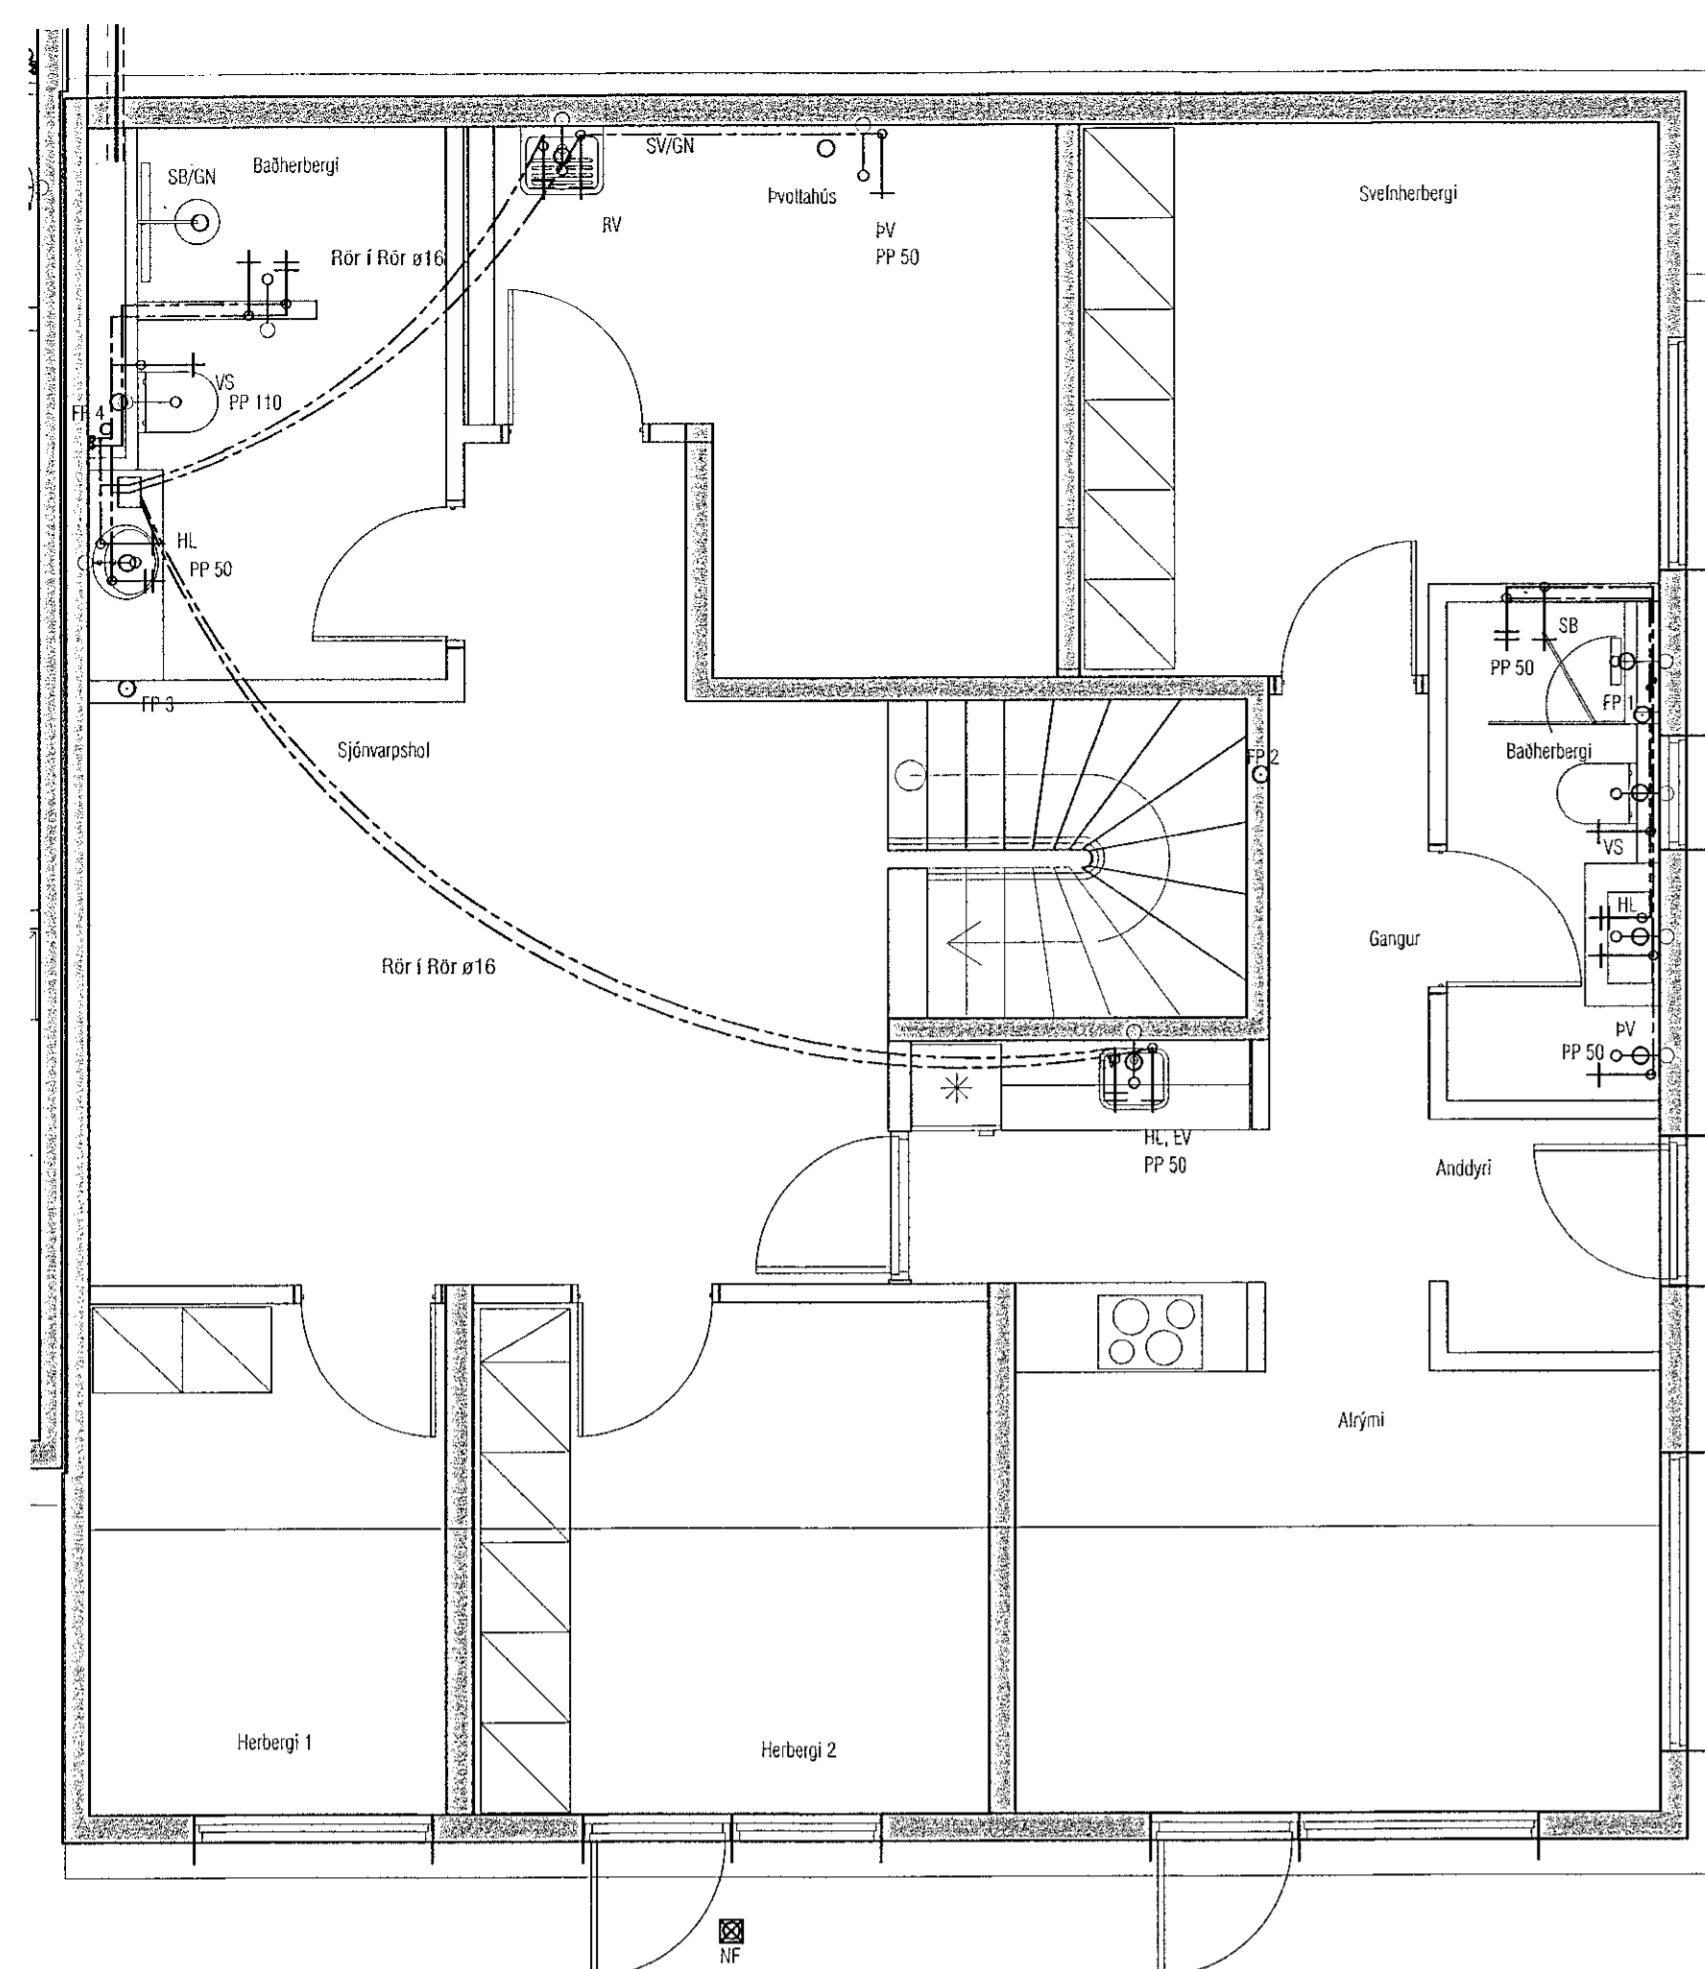 Baðherbergi
SB/GN
SV/GN
Þvottahús
Svefnherbergi
RV
ÞV
PP 50
Rör í Rör ø16
VS
PP 110
FP 4
HL
PP 50
SB
PP 50
FP 3
FP 1
Sjónvarpshol
Baðherbergi
FP 2
VS
HL
Gangur
Rör í Rör ø16
ÞV
PP 50
HL, EV
PP 50
Anddyri
Alrými
Herbergi 1
Herbergi 2
NF